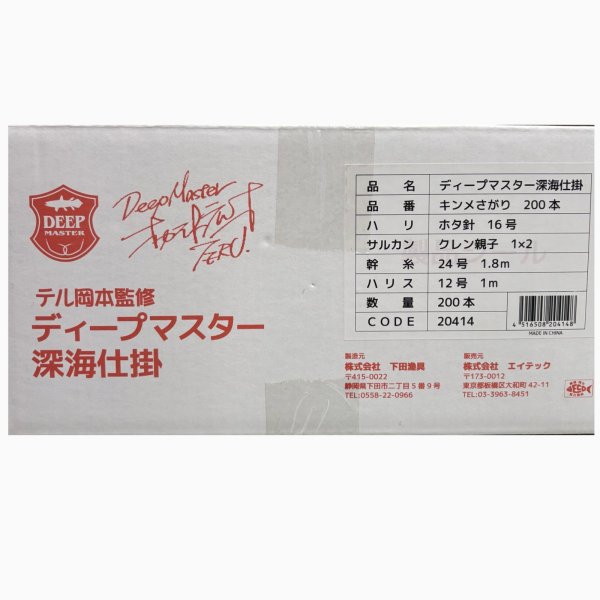 DEEP
MASTER
Deep Master
TERU.
テル岡本監修
ディープマスター
深海仕掛
品 名 ディープマスター深海仕掛
品 番 キンメさがり 200本
ハ リ ホタ針 16号
サルカン クレン親子 1×2
幹 糸 24号 1.8m
ハリス 12号 1m
数 量 200本
CODE 20414
4 516508 204148
MADE IN CHINA
製造元
株式会社 下田漁具
〒415-0022
静岡県下田市二丁目5番9号
TEL:0558-22-0966
販売元
株式会社 エイテック
〒173-0012
東京都板橋区大和町42-11
TEL:03-3963-8451